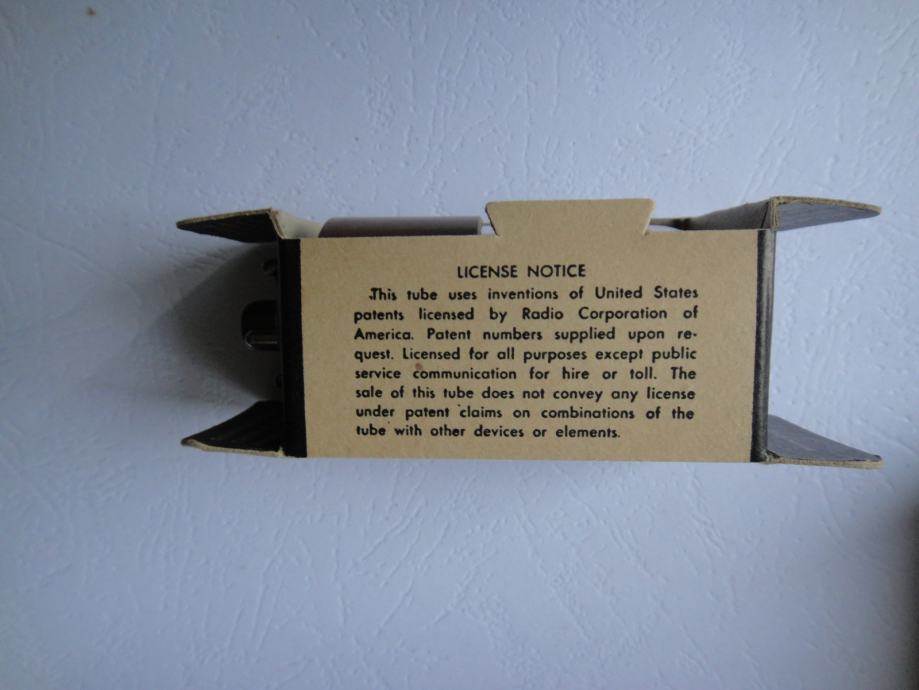 LICENSE NOTICE
This tube uses inventions of United States
patents licensed by Radio Corporation of
America. Patent numbers supplied upon re-
quest. Licensed for all purposes except public
service communication for hire or toll. The
sale of this tube does not convey any license
under patent claims on combinations of the
tube with other devices or elements.